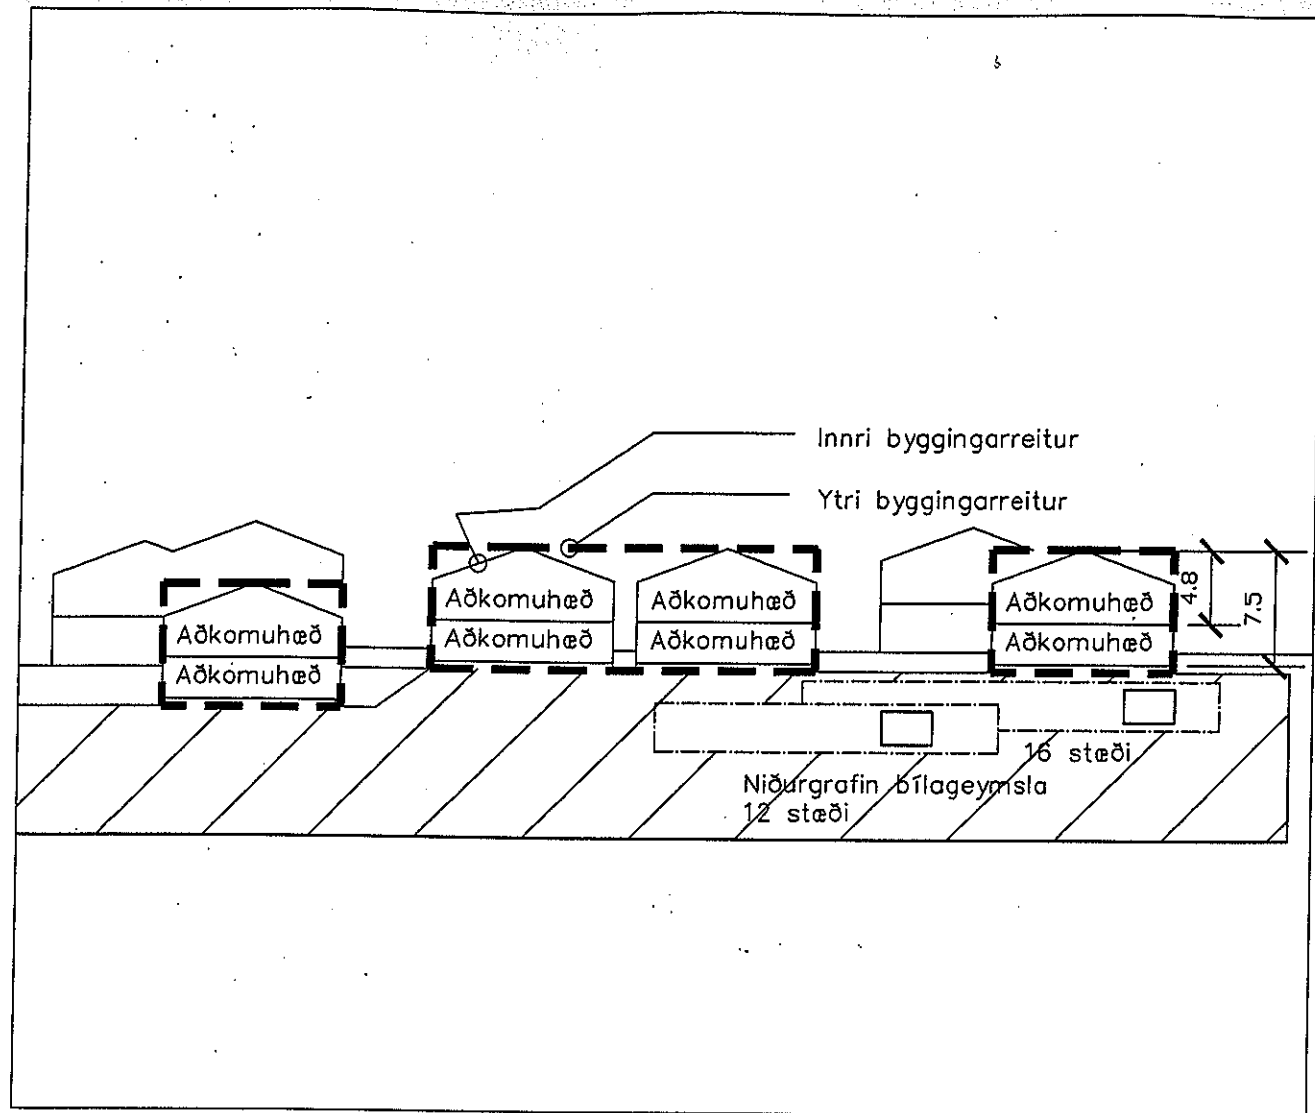 Innri byggingarreitur
Ytri byggingarreitur
Aðkomuhæð
Aðkomuhæð
Aðkomuhæð
Aðkomuhæð
Aðkomuhæð
Aðkomuhæð
Aðkomuhæð
Aðkomuhæð
4.8
7.5
16 stæði
Niðurgrafin bílageymsla
12 stæði